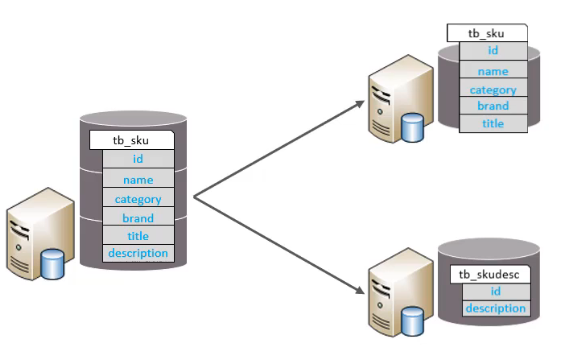 tb_sku
id
name
category
brand
title
description
tb_sku
id
name
category
brand
title
tb_skudesc
id
description